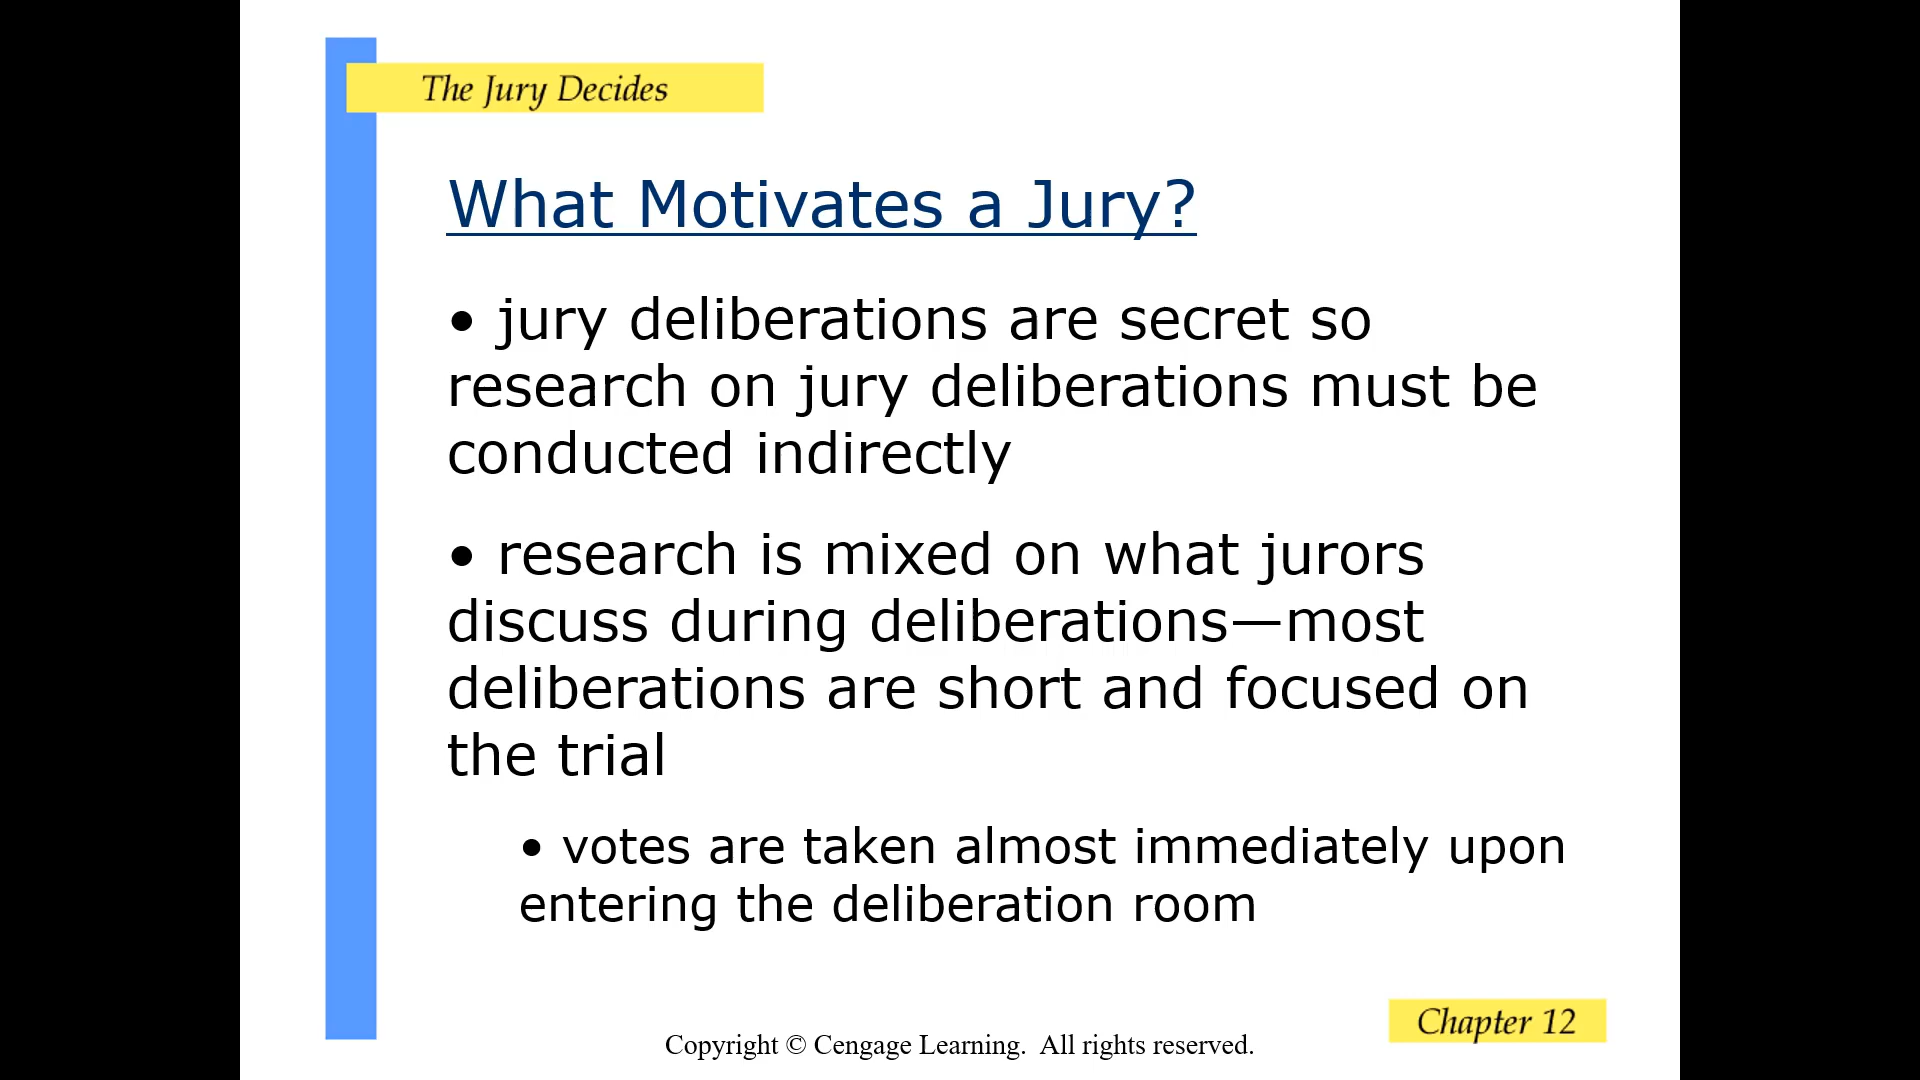 The Jury Decides
What Motivates a Jury?
• jury deliberations are secret so
research on jury deliberations must be
conducted indirectly
• research is mixed on what jurors
discuss during deliberations—most
deliberations are short and focused on
the trial
• votes are taken almost immediately upon
entering the deliberation room
Chapter 12
Copyright © Cengage Learning.  All rights reserved.